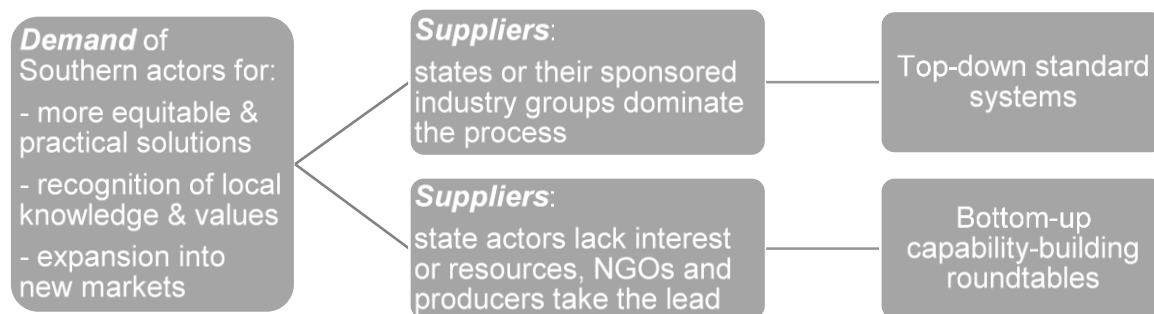 Demand of
Southern actors for:
- more equitable &
practical solutions
- recognition of local
knowledge & values
- expansion into
new markets
Suppliers:
states or their sponsored
industry groups dominate
the process
Top-down standard
systems
Suppliers:
state actors lack interest
or resources, NGOs and
producers take the lead
Bottom-up
capability-building
roundtables